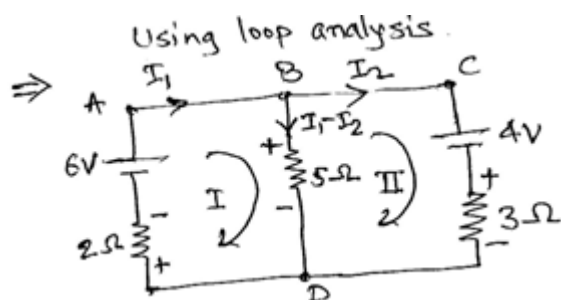 Using loop analysis
⇒ I₁ B I2 C
A
I₁-I₂ 4V
+ +
6V 5Ω
- I - II 3Ω
2Ω
+ -
D